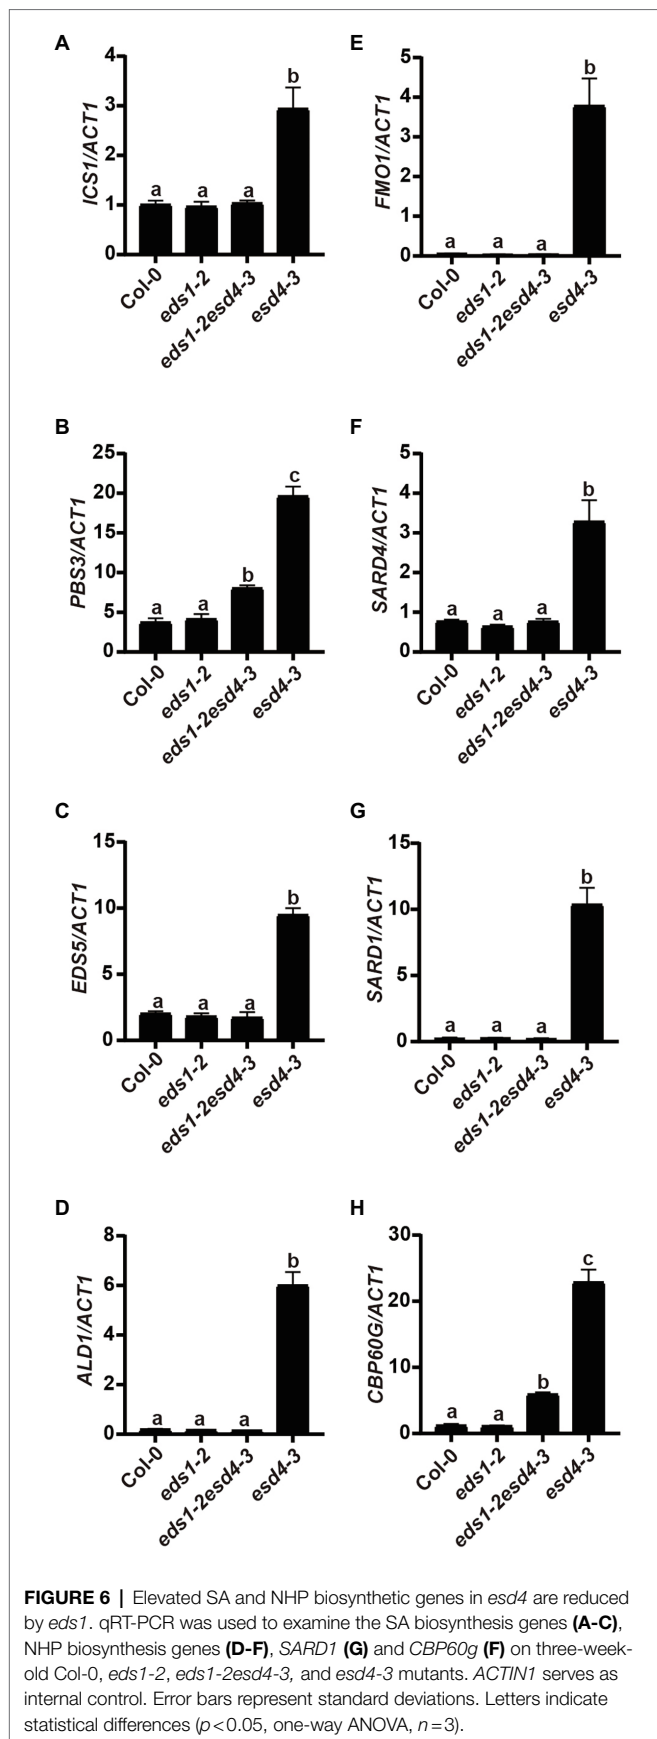 A
ICS1/ACT1
4
3
2
1
0
a
a
a
b
Col-0
eds1-2
eds1-2esd4-3
esd4-3
E
FMO1/ACT1
5
4
3
2
1
0
a
a
a
b
Col-0
eds1-2
eds1-2esd4-3
esd4-3
B
PBS3/ACT1
25
20
15
10
5
0
a
a
b
c
Col-0
eds1-2
eds1-2esd4-3
esd4-3
F
SARD4/ACT1
5
4
3
2
1
0
a
a
a
b
Col-0
eds1-2
eds1-2esd4-3
esd4-3
C
EDS5/ACT1
15
10
5
0
a
a
a
b
Col-0
eds1-2
eds1-2esd4-3
esd4-3
G
SARD1/ACT1
15
10
5
0
a
a
a
b
Col-0
eds1-2
eds1-2esd4-3
esd4-3
D
ALD1/ACT1
8
6
4
2
0
a
a
a
b
Col-0
eds1-2
eds1-2esd4-3
esd4-3
H
CBP60G/ACT1
30
20
10
0
a
a
b
c
Col-0
eds1-2
eds1-2esd4-3
esd4-3
FIGURE 6 | Elevated SA and NHP biosynthetic genes in esd4 are reduced
by eds1. qRT-PCR was used to examine the SA biosynthesis genes (A-C),
NHP biosynthesis genes (D-F), SARD1 (G) and CBP60g (F) on three-week-
old Col-0, eds1-2, eds1-2esd4-3, and esd4-3 mutants. ACTIN1 serves as
internal control. Error bars represent standard deviations. Letters indicate
statistical differences (p<0.05, one-way ANOVA, n=3).